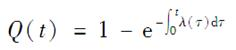 Q(t) = 1 − e^{−∫_0^t λ(τ)dτ}